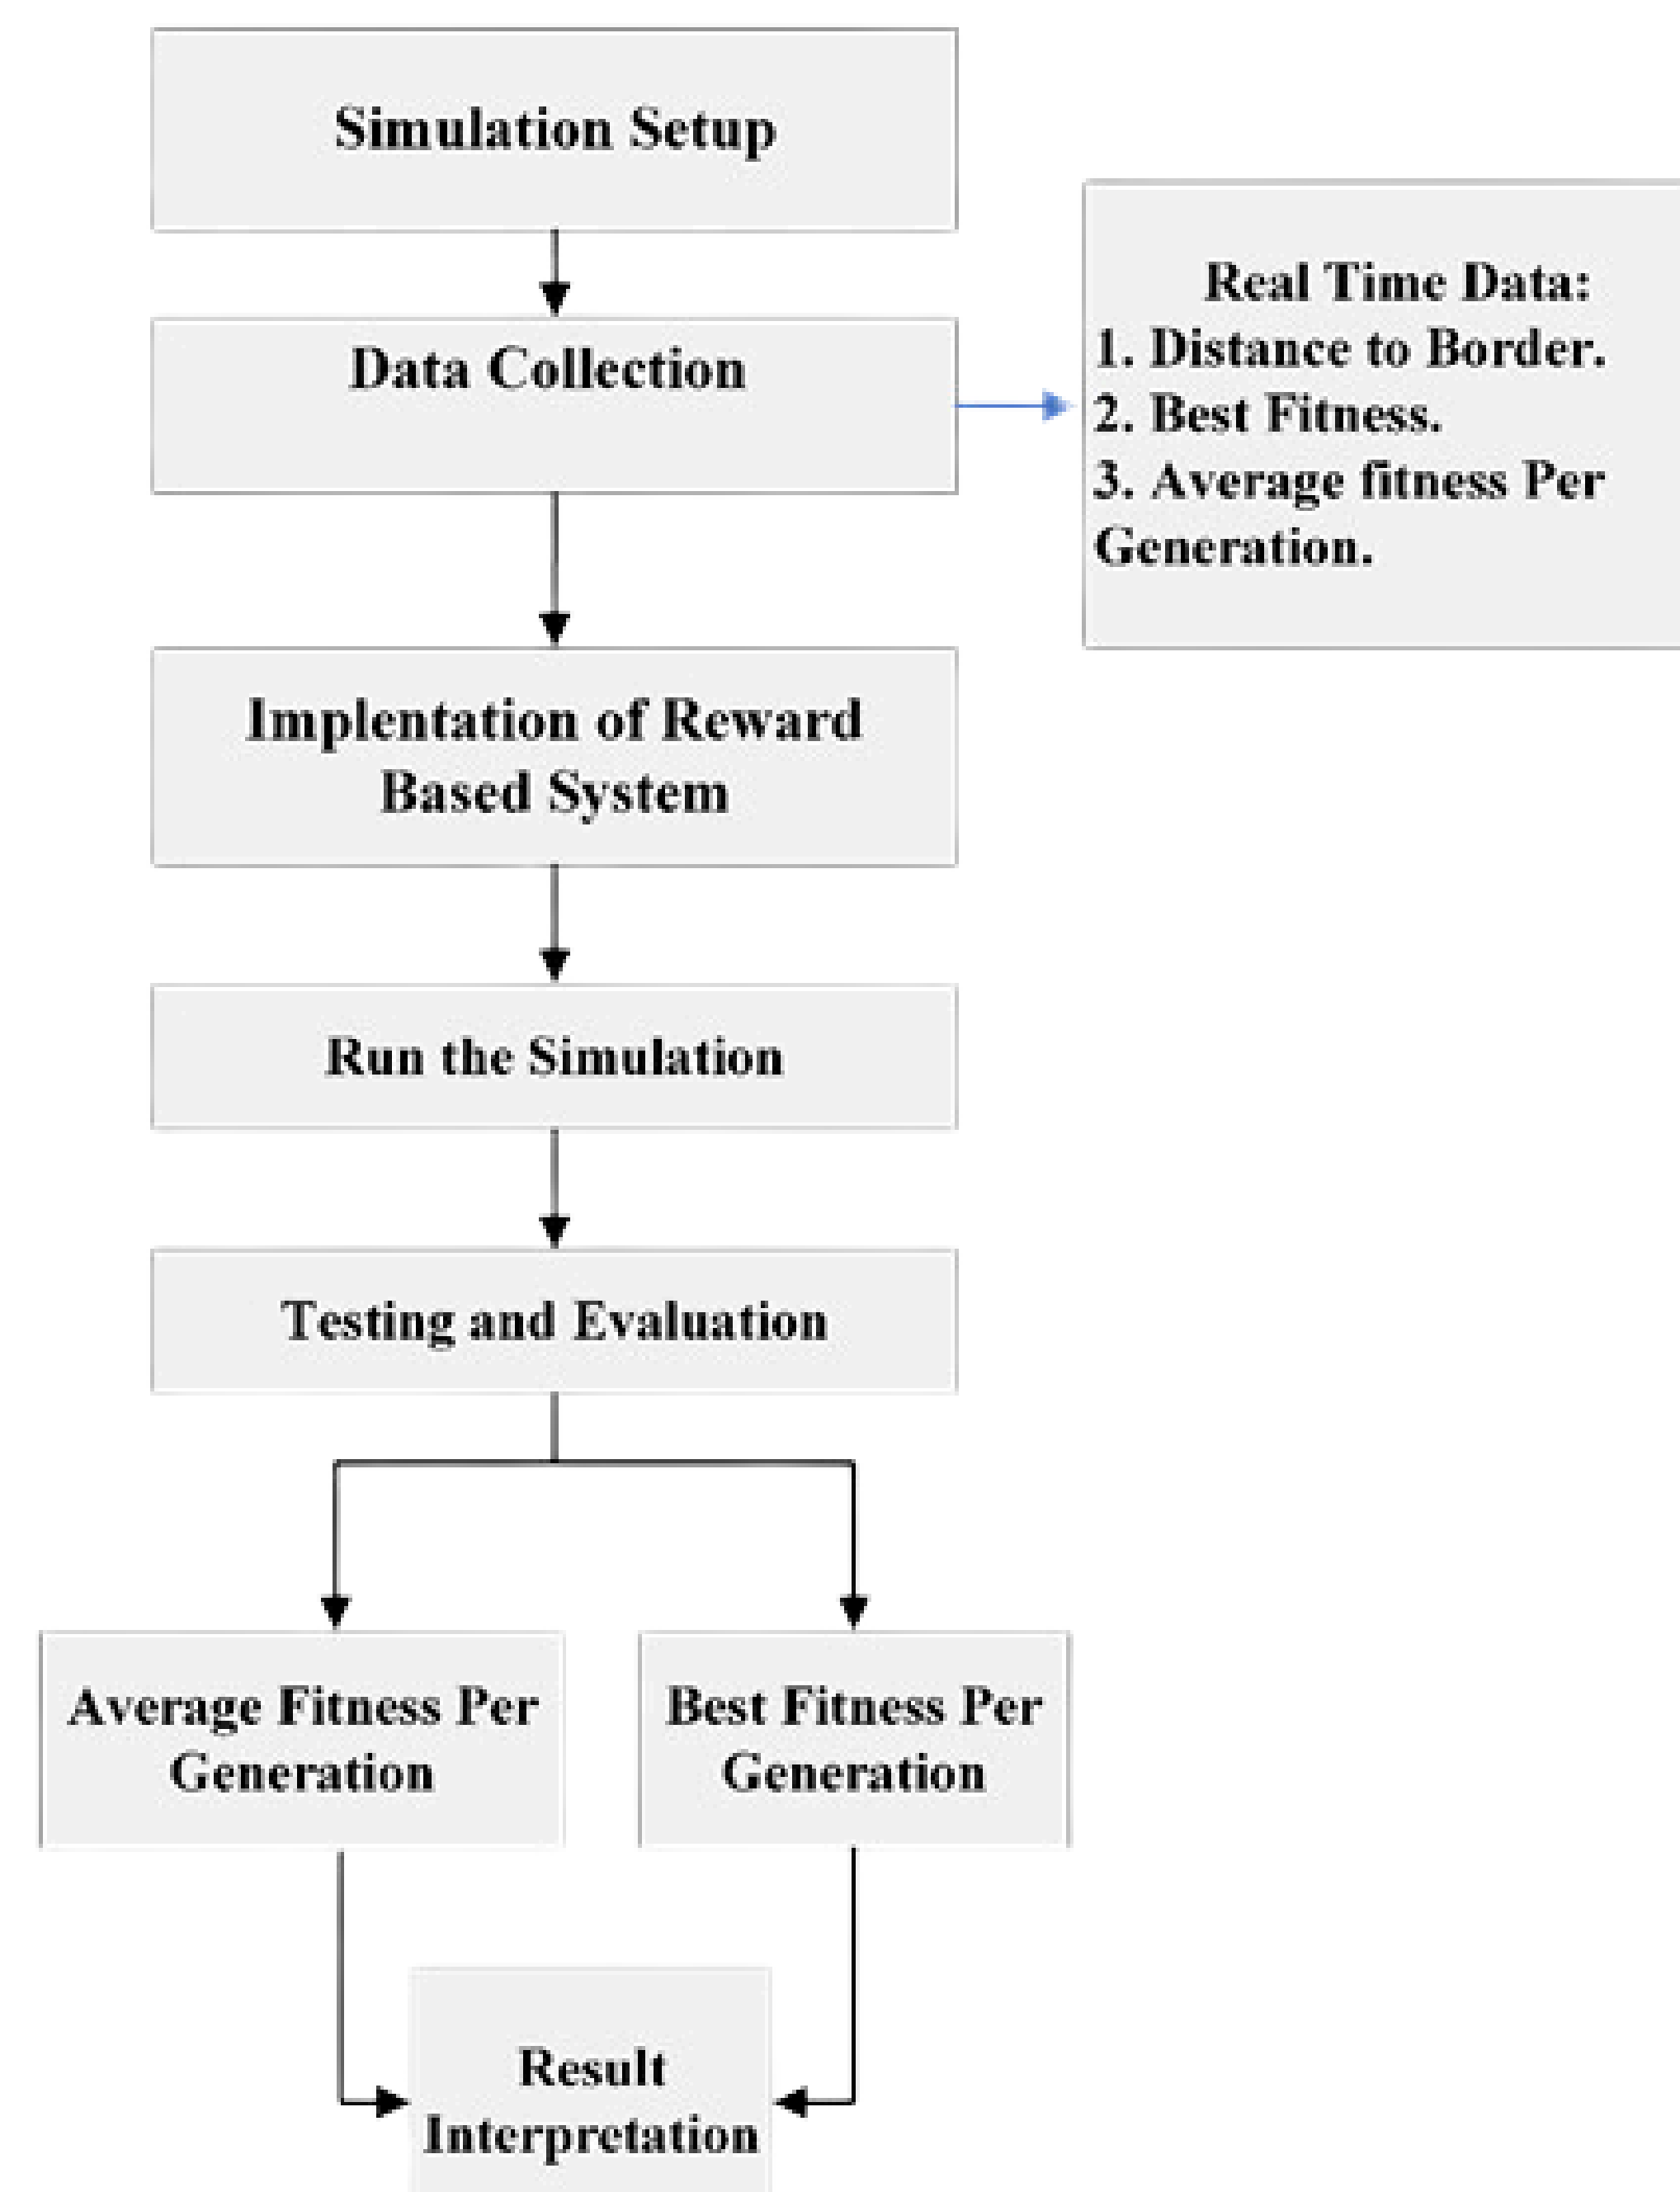 Simulation Setup
Data Collection
Real Time Data:
1. Distance to Border.
2. Best Fitness.
3. Average fitness Per
Generation.
Implentation of Reward
Based System
Run the Simulation
Testing and Evaluation
Average Fitness Per
Generation
Best Fitness Per
Generation
Result
Interpretation